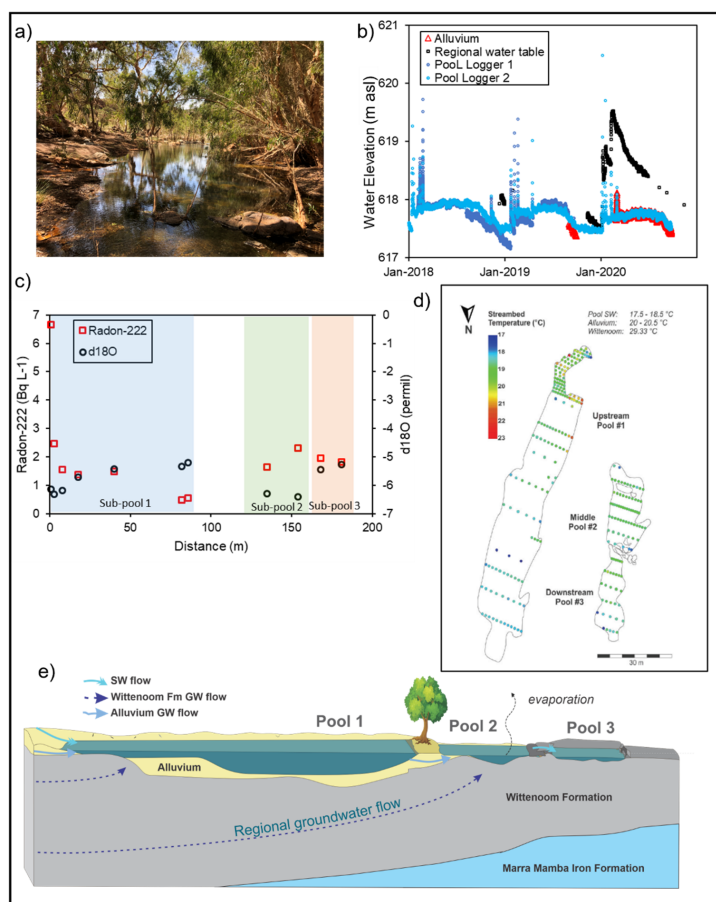 a)
b)
621
620
619
618
617
Water Elevation (m asl)
Alluvium
Regional water table
PooL Logger 1
Pool Logger 2
Jan-2018
Jan-2019
Jan-2020
c)
7
6
5
4
3
2
1
0
Radon-222 (Bq L-1)
Radon-222
d18O
0
-1
-2
-3
-4
-5
-6
-7
d18O (permil)
Sub-pool 1
Sub-pool 2
Sub-pool 3
0
50
100
150
200
Distance (m)
d)
N
Streambed
Temperature (°C)
17
18
19
20
21
22
23
Pool SW: 17.5 - 18.5 °C
Alluvium: 20 - 20.5 °C
Wittenoom: 29.33 °C
Upstream
Pool #1
Middle
Pool #2
Downstream
Pool #3
30 m
e)
SW flow
Wittenoom Fm GW flow
Alluvium GW flow
evaporation
Pool 1
Pool 2
Pool 3
Alluvium
Regional groundwater flow
Wittenoom Formation
Marra Mamba Iron Formation